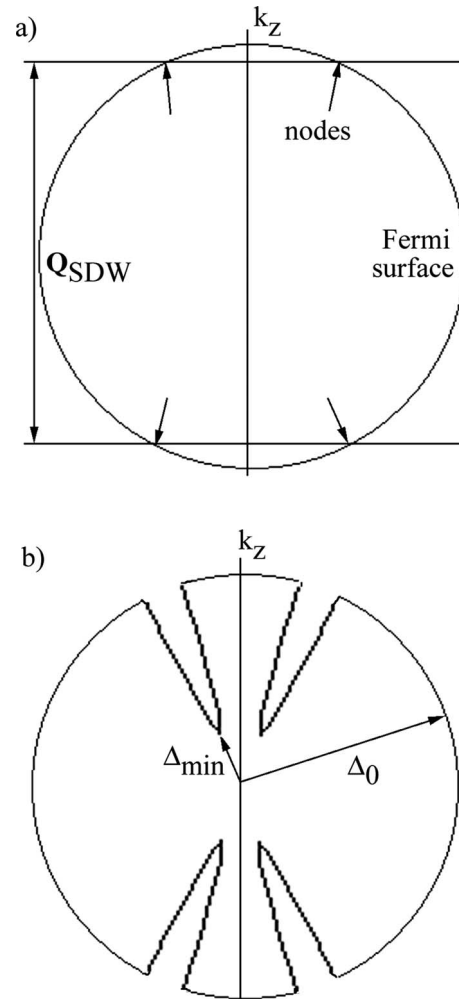 a)
k_z
nodes
Fermi
surface
Q_SDW
b)
k_z
Δ_min
Δ_0